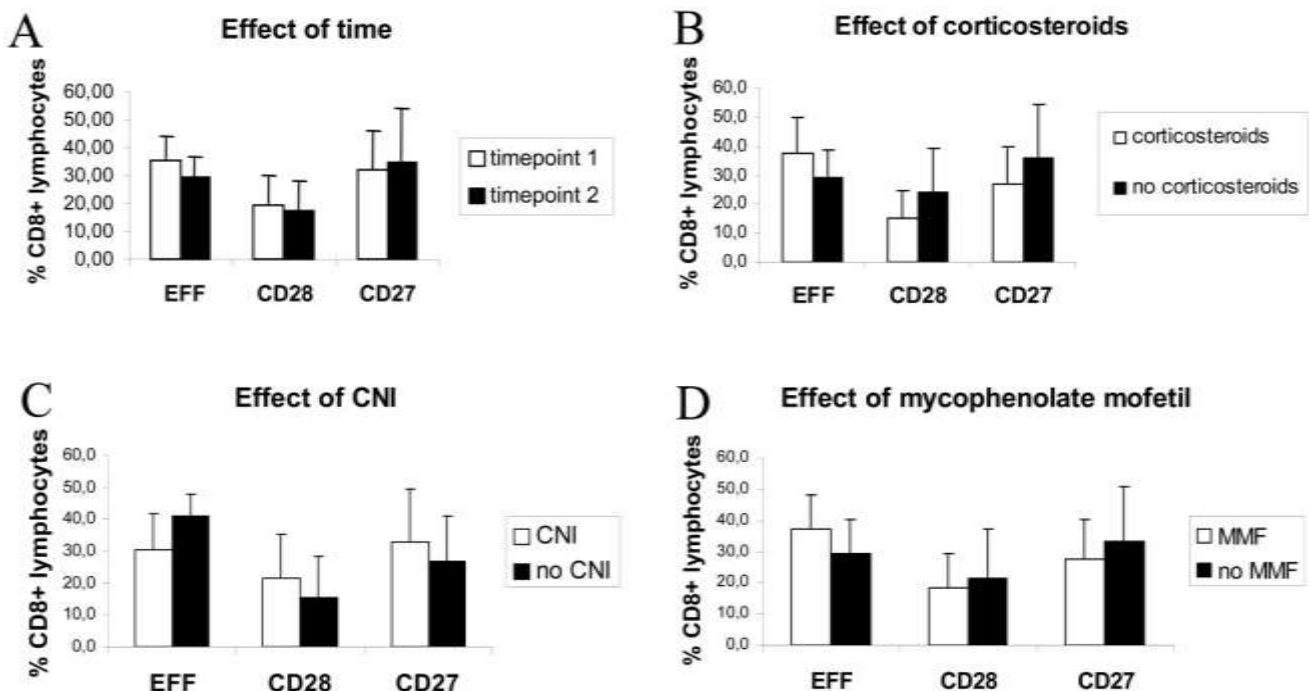 A
Effect of time
% CD8+ lymphocytes
60,00
50,00
40,00
30,00
20,00
10,00
0,00
EFF
CD28
CD27
timepoint 1
timepoint 2
B
Effect of corticosteroids
% CD8+ lymphocytes
60,0
50,0
40,0
30,0
20,0
10,0
0,0
EFF
CD28
CD27
corticosteroids
no corticosteroids
C
Effect of CNI
% CD8+ lymphocytes
60,0
50,0
40,0
30,0
20,0
10,0
0,0
EFF
CD28
CD27
CNI
no CNI
D
Effect of mycophenolate mofetil
% CD8+ lymphocytes
60,0
50,0
40,0
30,0
20,0
10,0
0,0
EFF
CD28
CD27
MMF
no MMF